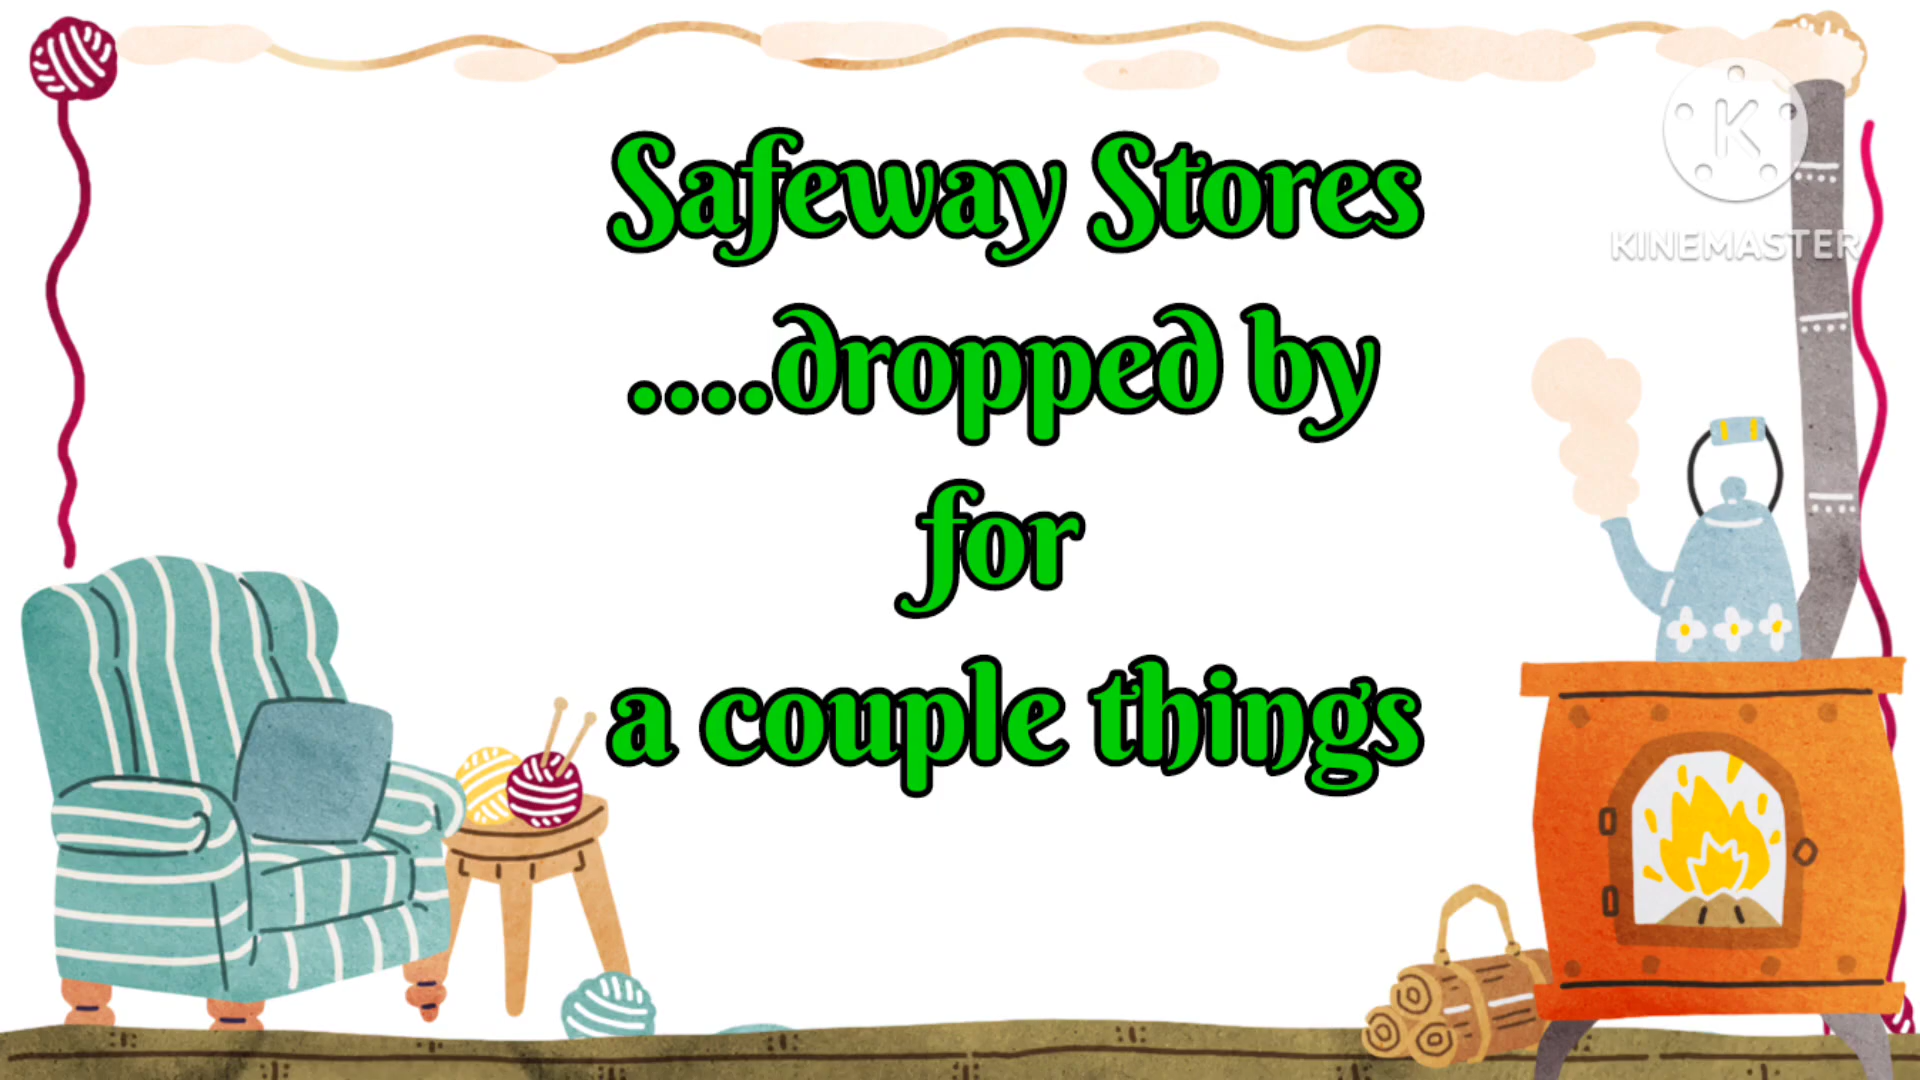 Safeway Stores
....dropped by
for
a couple things
K
KINEMASTER